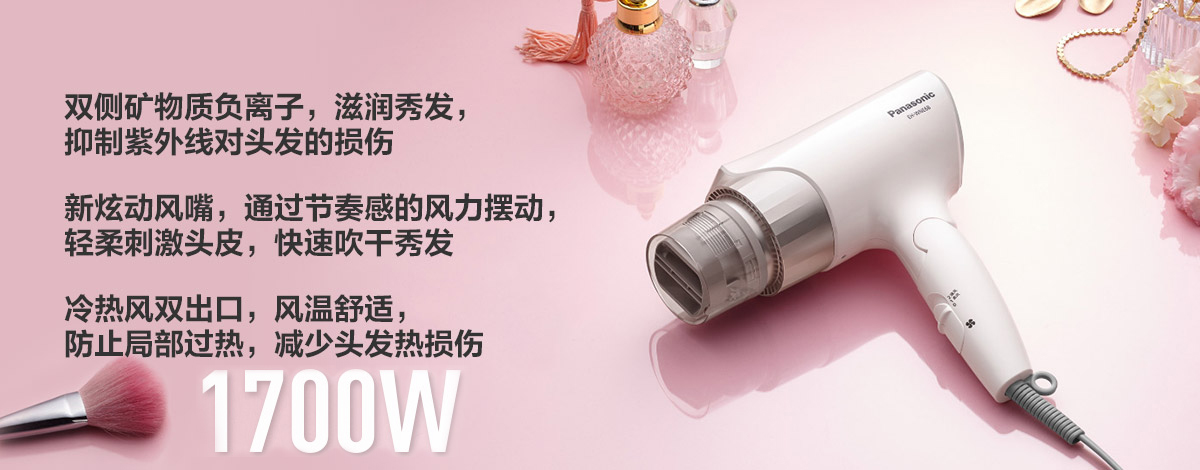 双侧矿物质负离子，滋润秀发，
抑制紫外线对头发的损伤
新炫动风嘴，通过节奏感的风力摆动，
轻柔刺激头皮，快速吹干秀发
冷热风双出口，风温舒适，
防止局部过热，减少头发热损伤
1700W
Panasonic